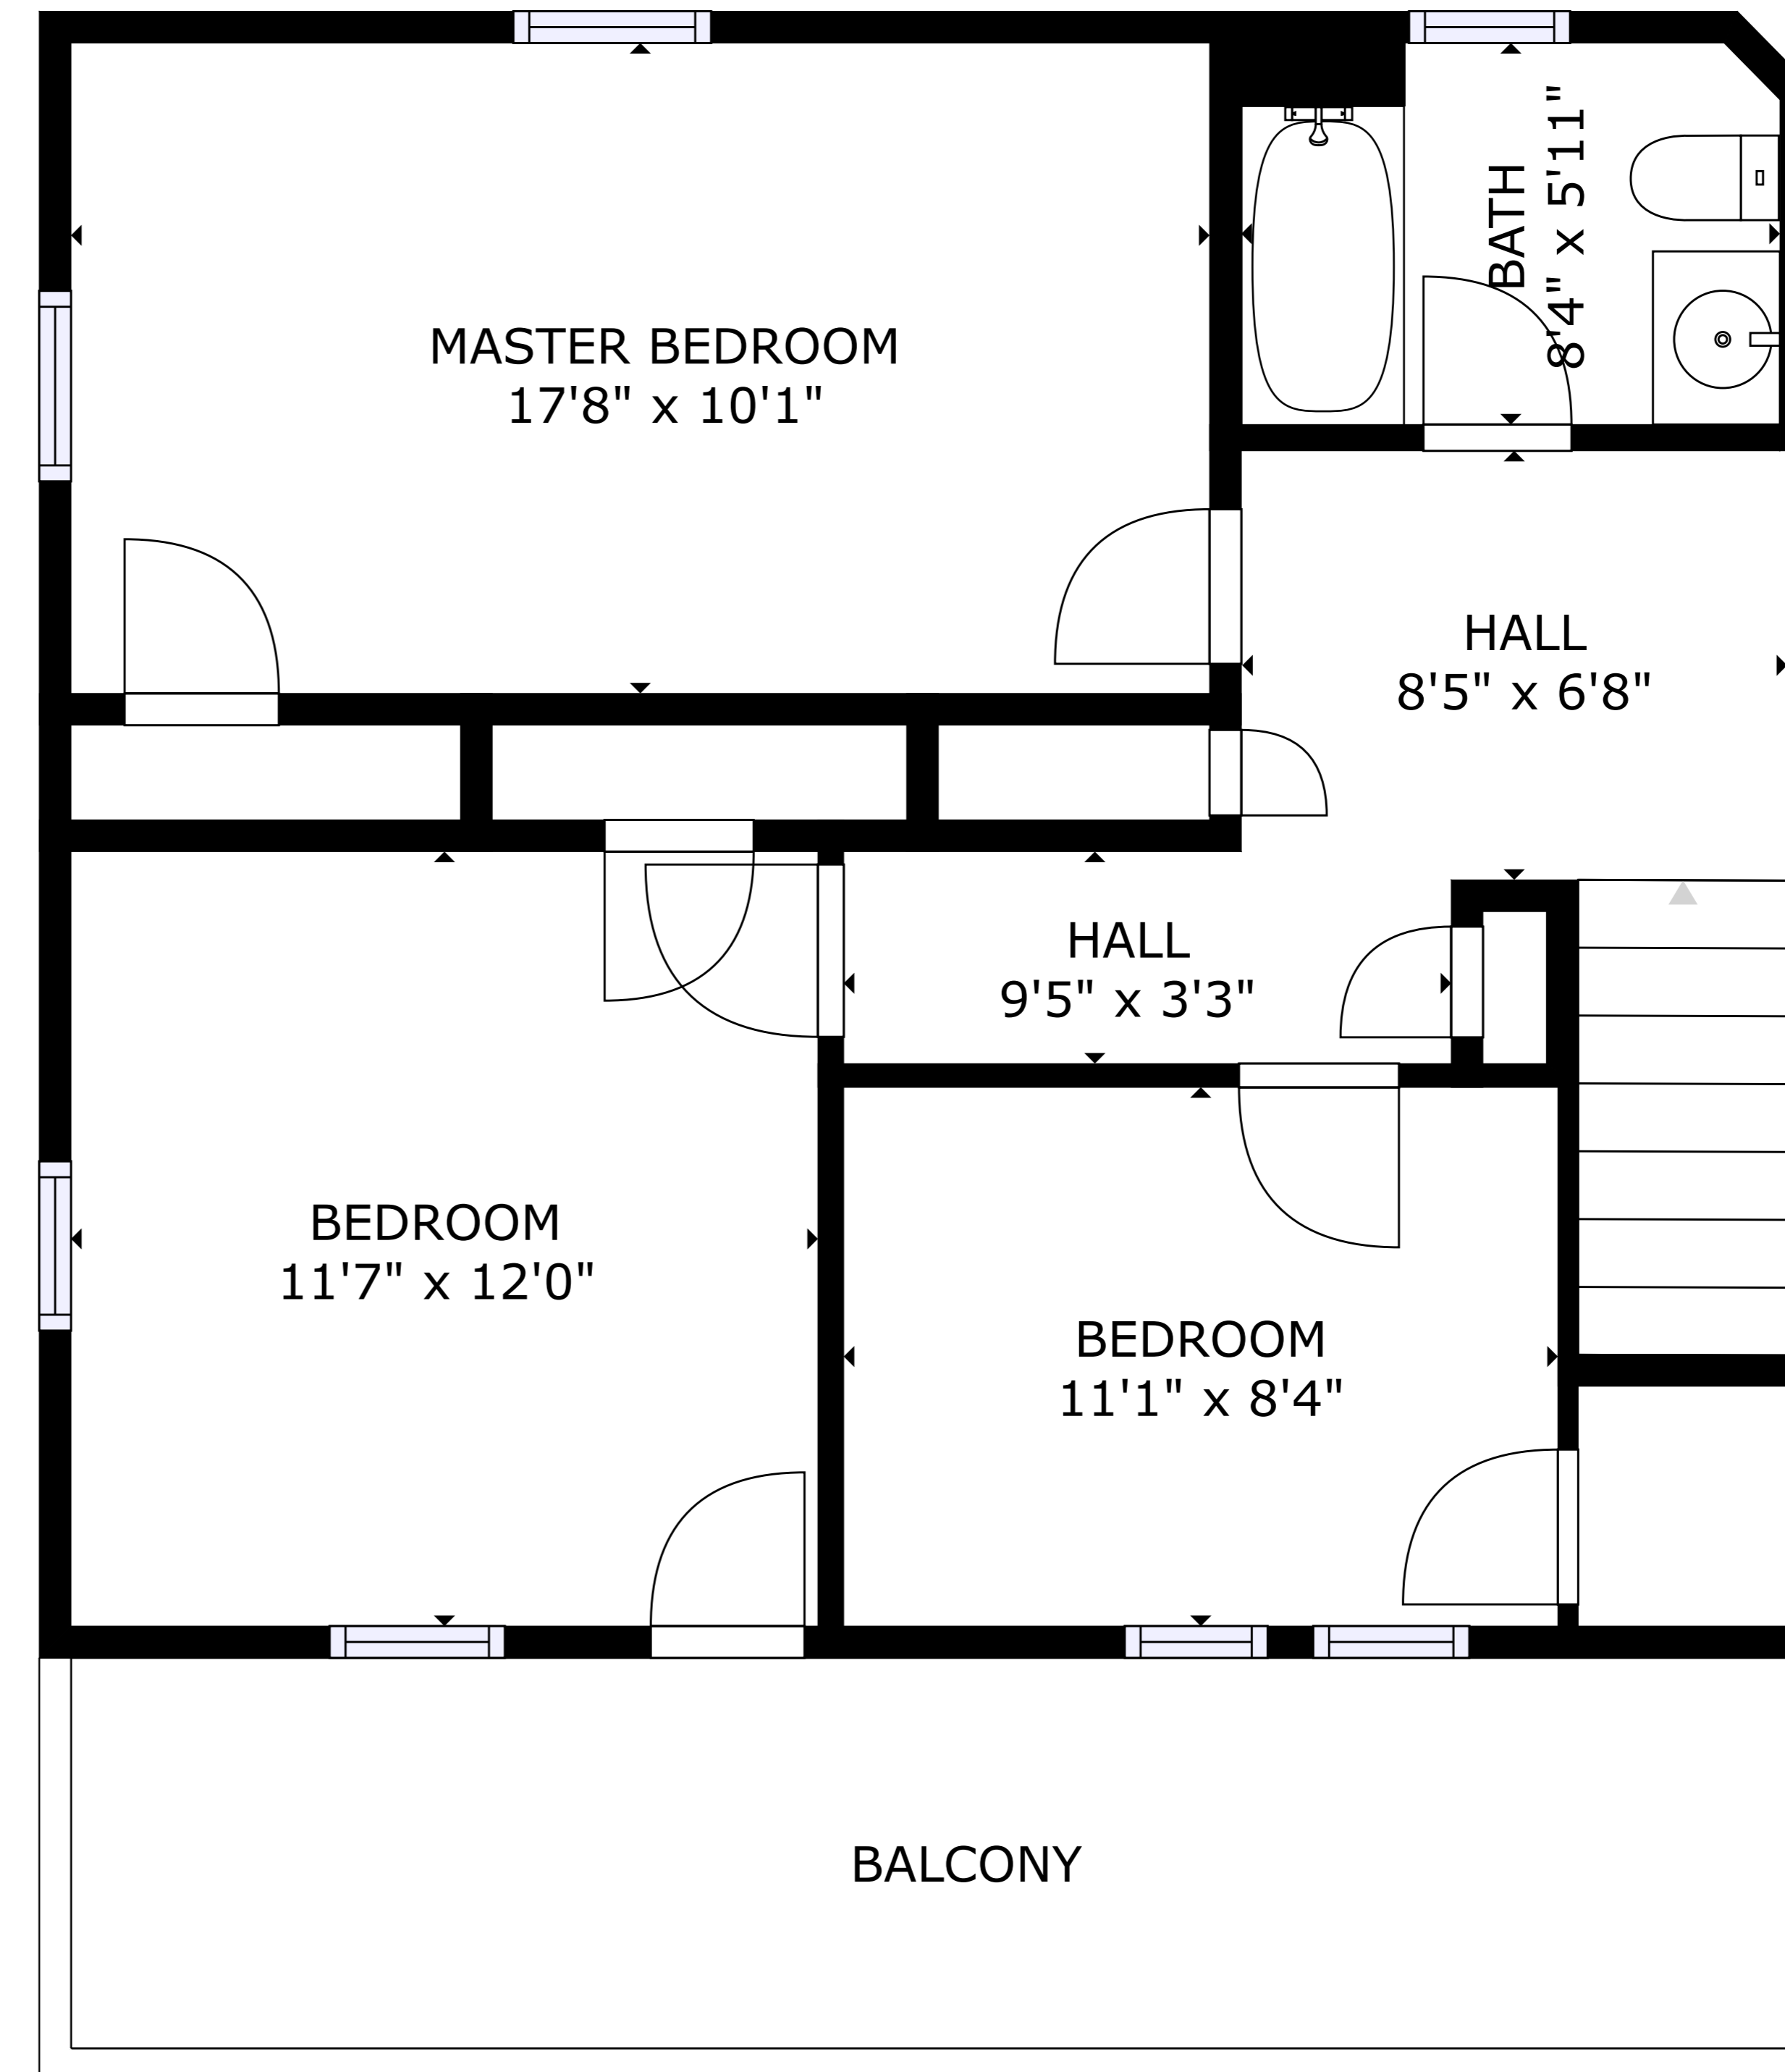 MASTER BEDROOM
17'8" x 10'1"
BATH
8'4" x 5'11"
HALL
8'5" x 6'8"
HALL
9'5" x 3'3"
BEDROOM
11'7" x 12'0"
BEDROOM
11'1" x 8'4"
BALCONY